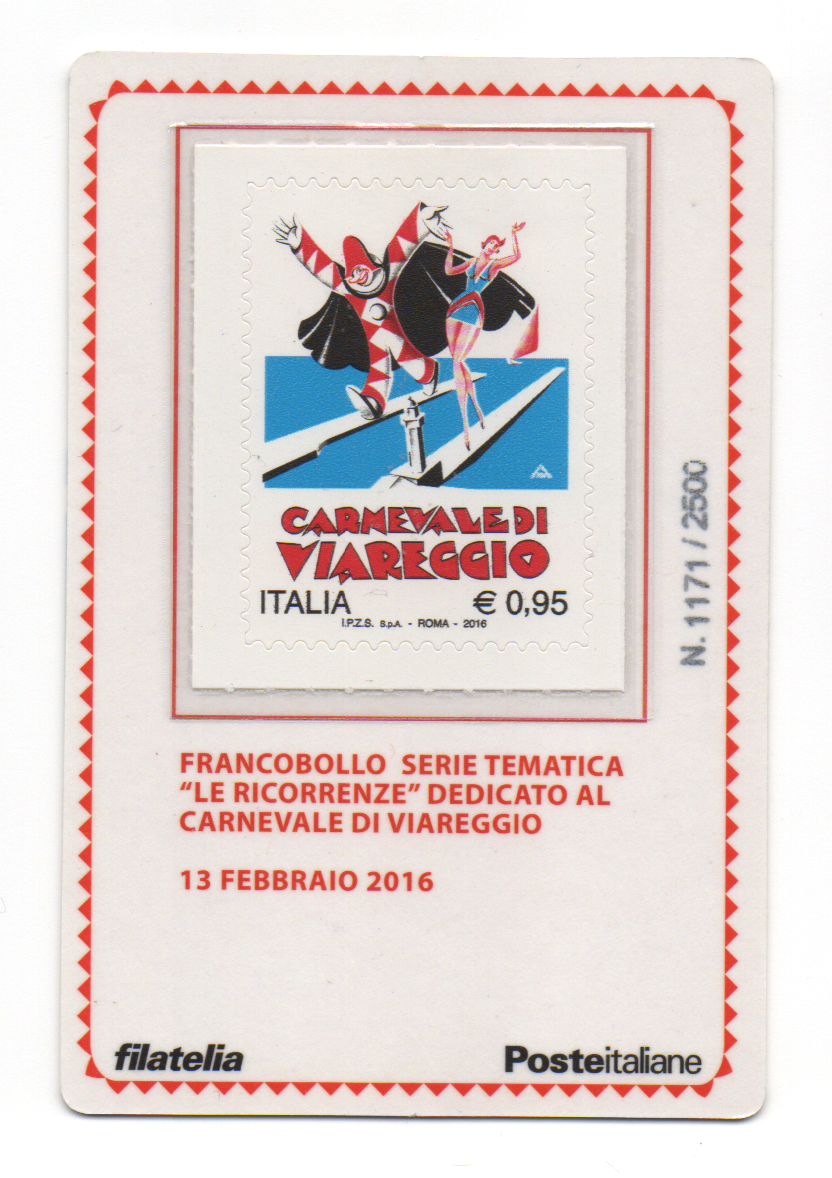 CARNEVALE DI
VIAREGGIO
ITALIA € 0,95
I.P.Z.S. S.p.A. - ROMA - 2016
N. 1171 / 2500
FRANCOBOLLO SERIE TEMATICA
“LE RICORRENZE” DEDICATO AL
CARNEVALE DI VIAREGGIO
13 FEBBRAIO 2016
filatelia Posteitaliane